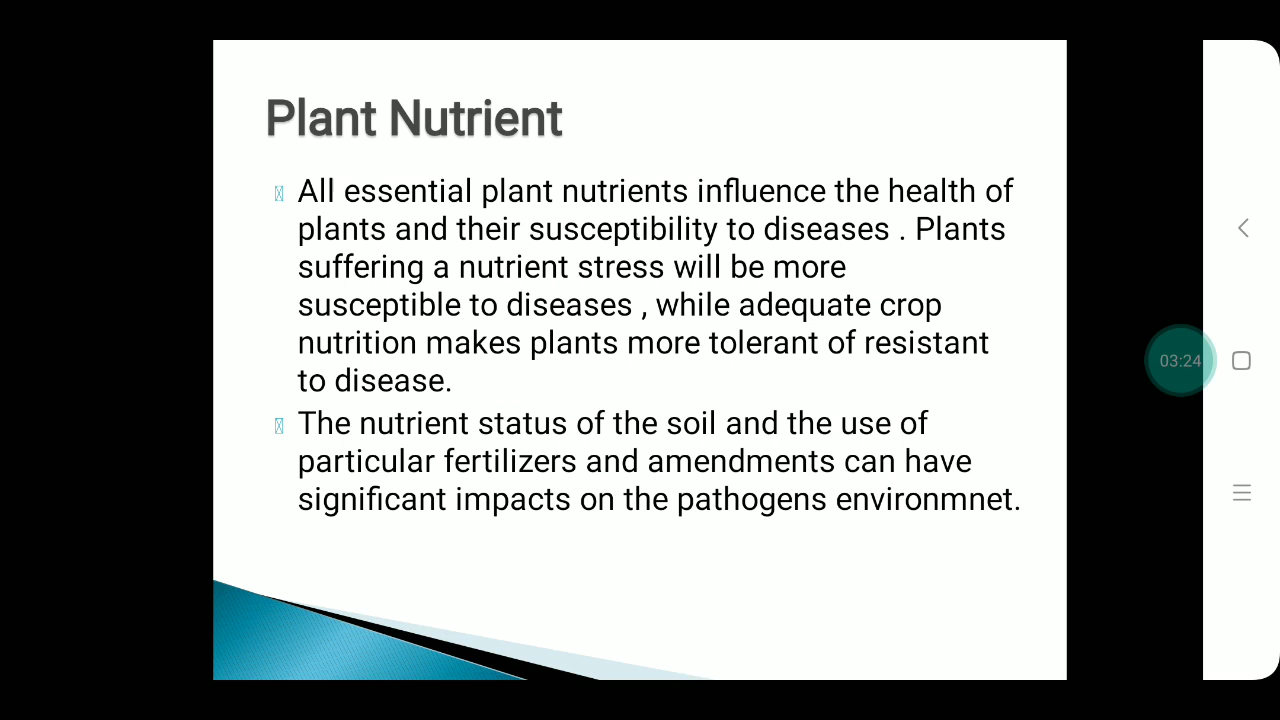 Plant Nutrient
All essential plant nutrients influence the health of
plants and their susceptibility to diseases . Plants
suffering a nutrient stress will be more
susceptible to diseases , while adequate crop
nutrition makes plants more tolerant of resistant
to disease.
The nutrient status of the soil and the use of
particular fertilizers and amendments can have
significant impacts on the pathogens environmnet.
03:24